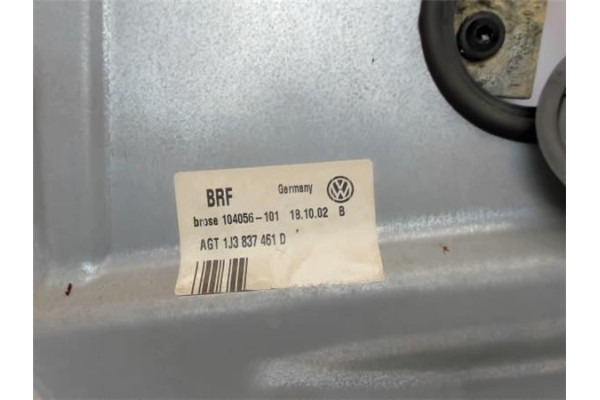 BRF Germany
brose 104056-101 18.10.02 B
AGT 1J3 837 461 D